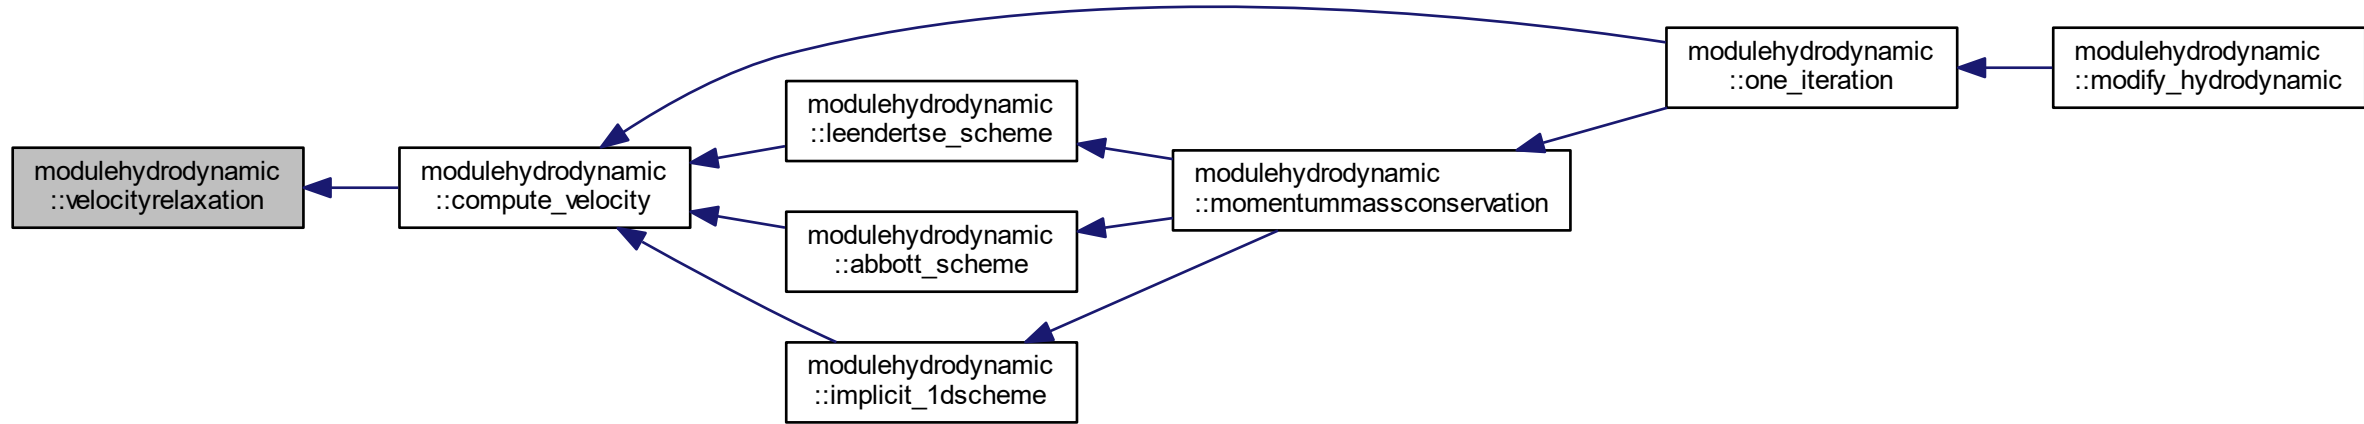 modulehydrodynamic
::velocityrelaxation
modulehydrodynamic
::compute_velocity
modulehydrodynamic
::leendertse_scheme
modulehydrodynamic
::abbott_scheme
modulehydrodynamic
::implicit_1dscheme
modulehydrodynamic
::momentummassconservation
modulehydrodynamic
::one_iteration
modulehydrodynamic
::modify_hydrodynamic